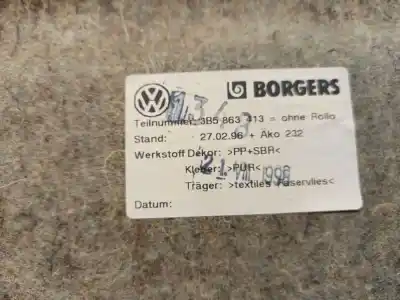 BORGERS
Teilnummer: 3B5 863 413 = ohne Rollo
Stand: 27.02.96 + Ako 232
Werkstoff Dekor: >PP+SBR<
Kleber: >PUR<
Träger: >textiles Faservlies<
Datum: